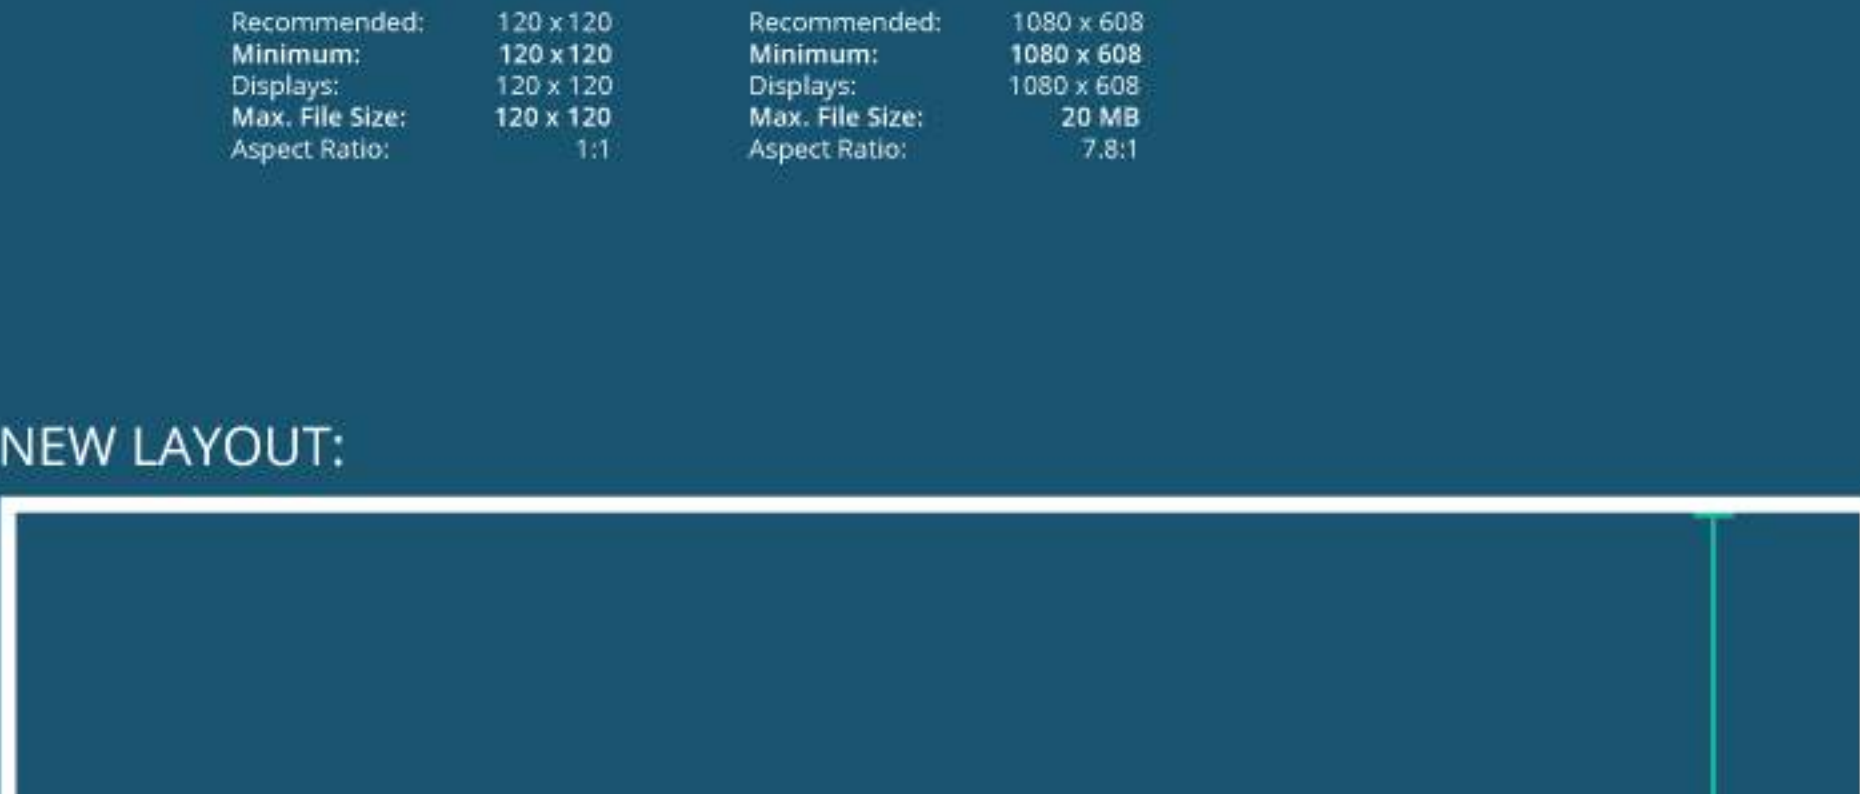 Recommended: 120 x 120
Minimum: 120 x 120
Displays: 120 x 120
Max. File Size: 120 x 120
Aspect Ratio: 1:1
Recommended: 1080 x 608
Minimum: 1080 x 608
Displays: 1080 x 608
Max. File Size: 20 MB
Aspect Ratio: 7.8:1
NEW LAYOUT: